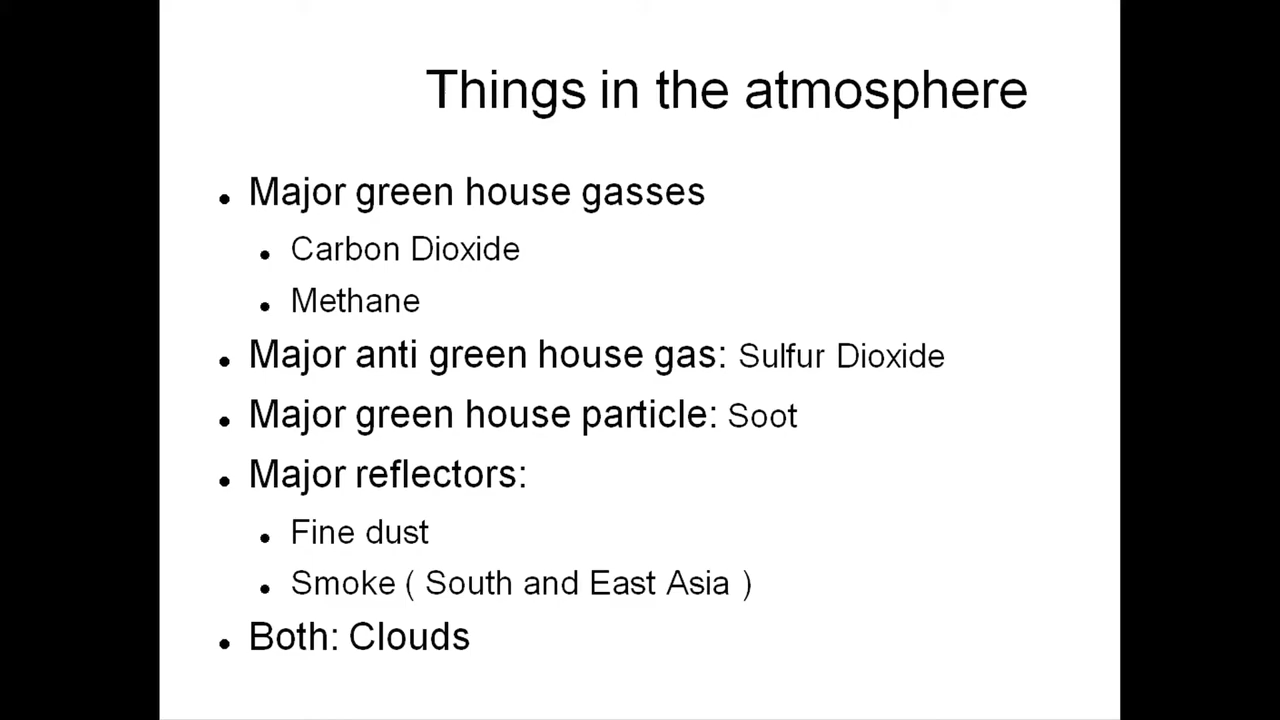 Things in the atmosphere
• Major green house gasses
• Carbon Dioxide
• Methane
• Major anti green house gas: Sulfur Dioxide
• Major green house particle: Soot
• Major reflectors:
• Fine dust
• Smoke ( South and East Asia )
• Both: Clouds